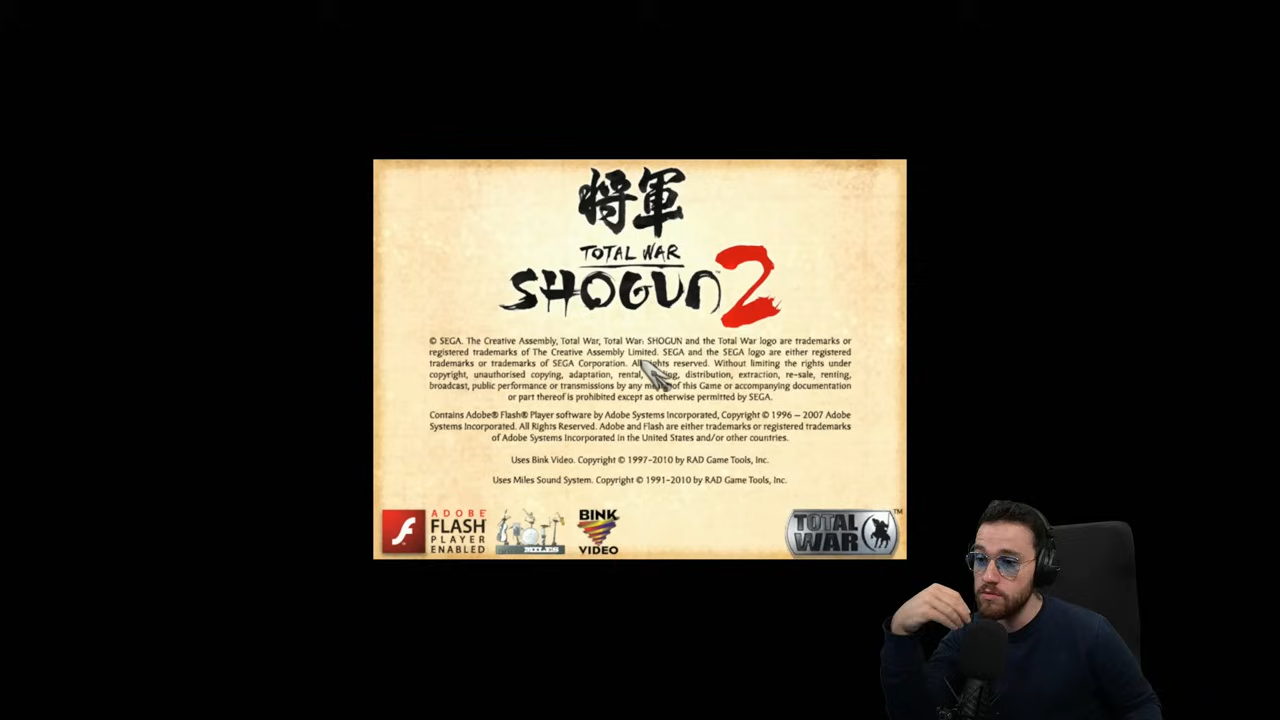 将軍
TOTAL WAR
SHOGUN 2
© SEGA. The Creative Assembly, Total War, Total War: SHOGUN and the Total War logo are trademarks or
registered trademarks of The Creative Assembly Limited. SEGA and the SEGA logo are either registered
trademarks or trademarks of SEGA Corporation. All rights reserved. Without limiting the rights under
copyright, unauthorised copying, adaptation, rental, distribution, extraction, re-sale, renting,
broadcast, public performance or transmissions by any of this Game or accompanying documentation
or part thereof is prohibited except as otherwise permitted by SEGA.
Contains Adobe® Flash® Player software by Adobe Systems Incorporated, Copyright © 1996 – 2007 Adobe
Systems Incorporated. All Rights Reserved. Adobe and Flash are either trademarks or registered trademarks
of Adobe Systems Incorporated in the United States and/or other countries.
Uses Bink Video. Copyright © 1997-2010 by RAD Game Tools, Inc.
Uses Miles Sound System. Copyright © 1991-2010 by RAD Game Tools, Inc.
ADOBE
FLASH
PLAYER
ENABLED
MILES
BINK
VIDEO
TOTAL
WAR
TM